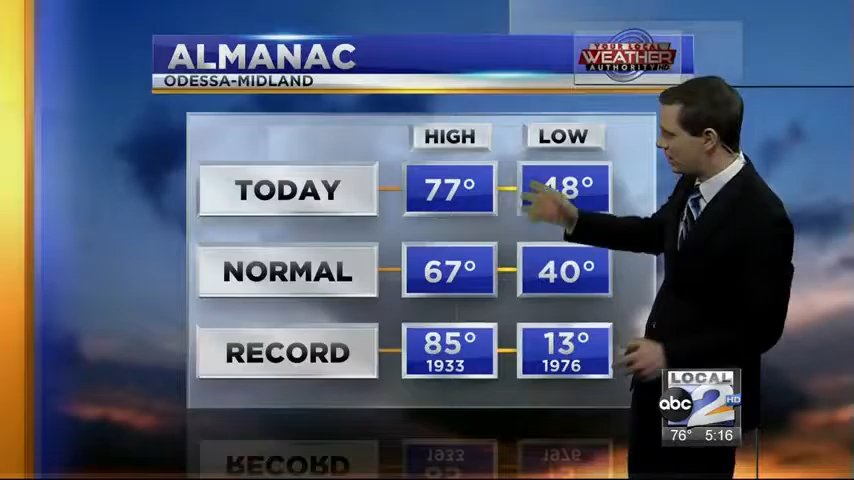 ALMANAC
ODESSA-MIDLAND
YOUR LOCAL
WEATHER
AUTHORITY HD
HIGH LOW
TODAY 77° 48°
NORMAL 67° 40°
RECORD 85° 13°
1933 1976
LOCAL
abc 2 HD
76° 5:16